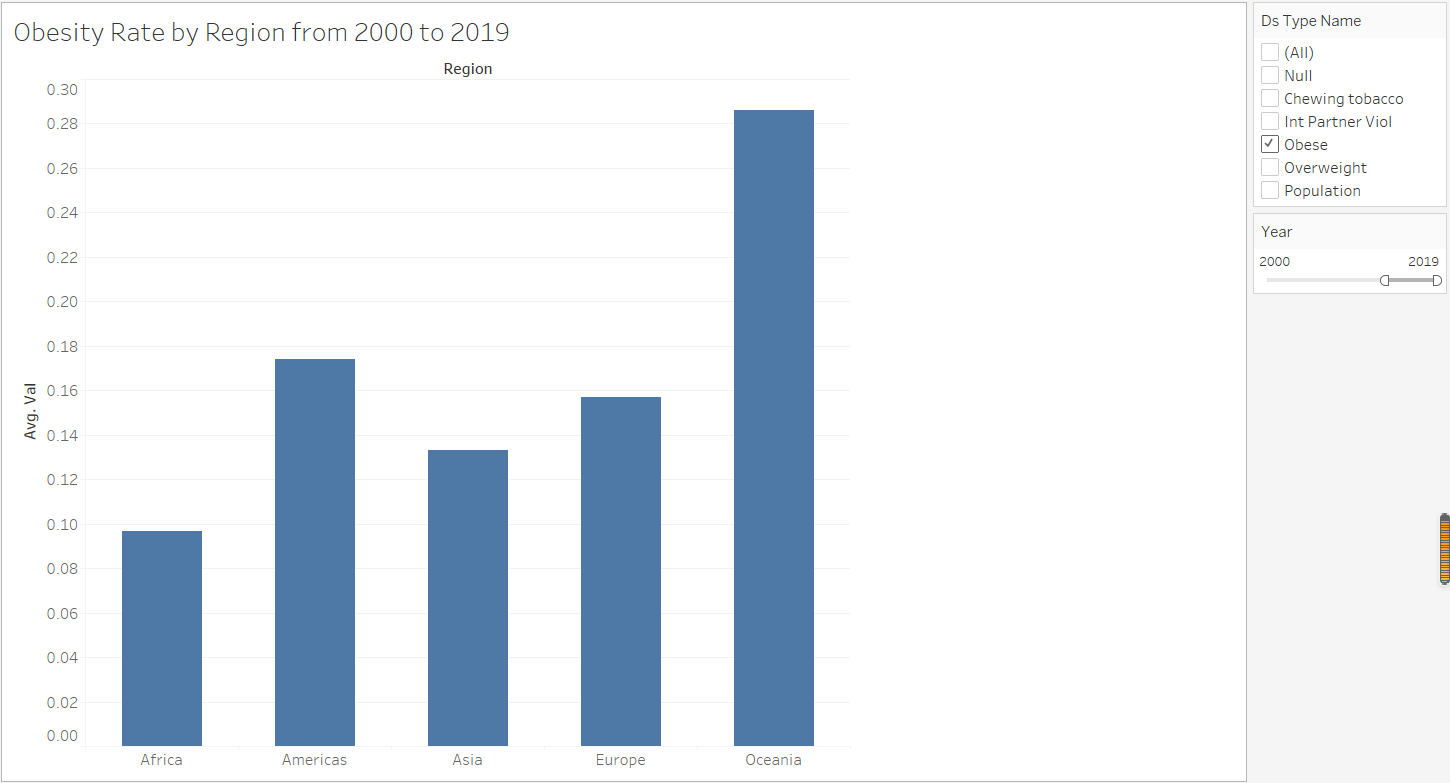 Obesity Rate by Region from 2000 to 2019
Region
0.30
0.28
0.26
0.24
0.22
0.20
0.18
0.16
0.14
0.12
0.10
0.08
0.06
0.04
0.02
0.00
Avg. Val
Africa Americas Asia Europe Oceania
Ds Type Name
(All)
Null
Chewing tobacco
Int Partner Viol
Obese
Overweight
Population
Year
2000 2019